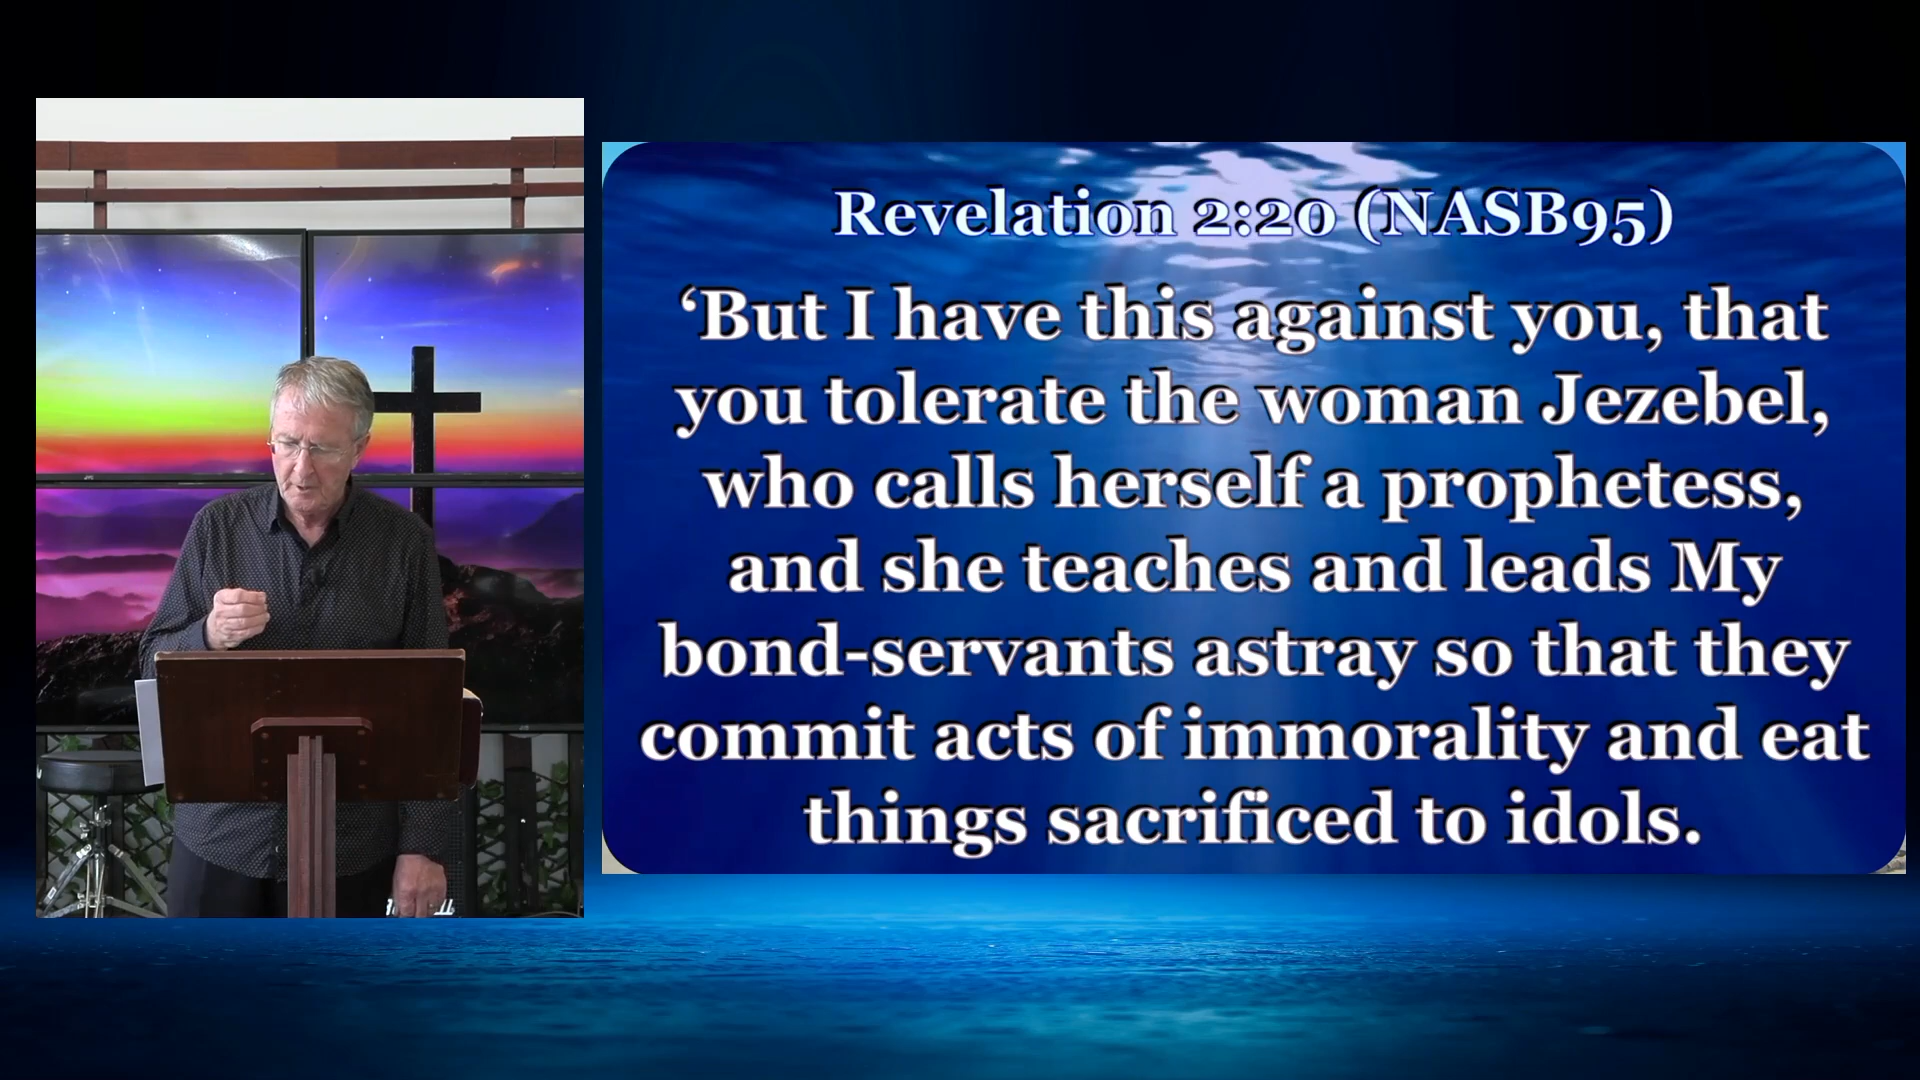 Revelation 2:20 (NASB95)
‘But I have this against you, that
you tolerate the woman Jezebel,
who calls herself a prophetess,
and she teaches and leads My
bond-servants astray so that they
commit acts of immorality and eat
things sacrificed to idols.